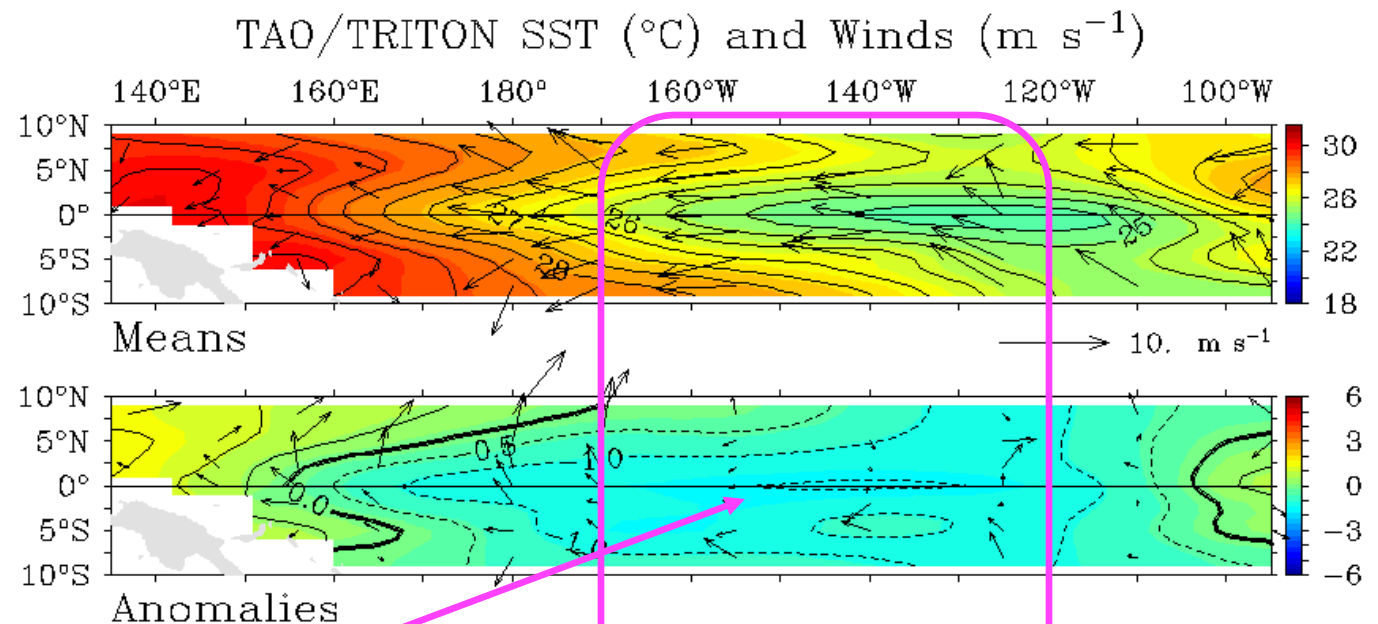 TAO/TRITON SST (°C) and Winds (m s⁻¹)
140°E 160°E 180° 160°W 140°W 120°W 100°W
10°N
5°N
0°
5°S
10°S
27
26
25
28
30
26
22
18
Means
10. m s⁻¹
10°N
5°N
0°
5°S
10°S
0.5
1.0
0.0
1.0
6
3
0
−3
−6
Anomalies